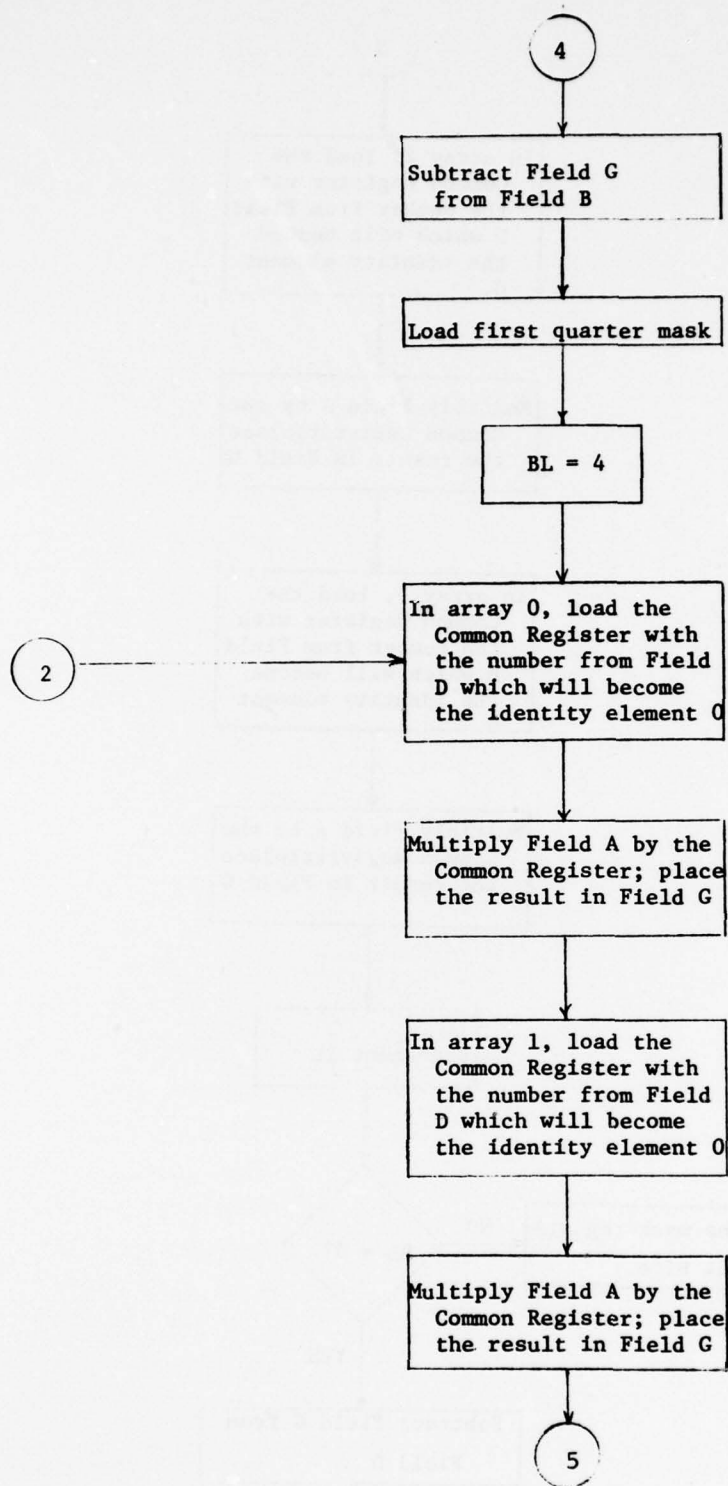 4
Subtract Field G
from Field B
Load first quarter mask
BL = 4
2
In array 0, load the
Common Register with
the number from Field
D which will become
the identity element 0
Multiply Field A by the
Common Register; place
the result in Field G
In array 1, load the
Common Register with
the number from Field
D which will become
the identity element 0
Multiply Field A by the
Common Register; place
the result in Field G
5